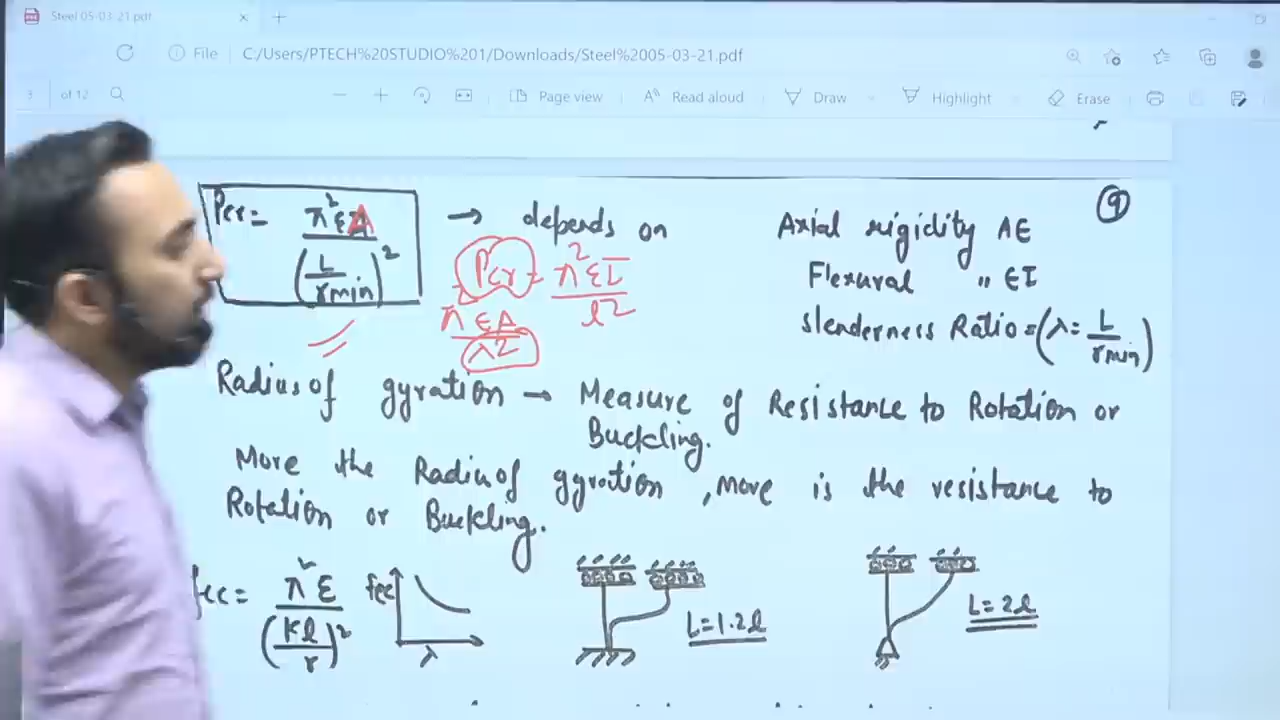 Steel 05-03-21.pdf
File C:/Users/PTECH%20STUDIO%201/Downloads/Steel%2005-03-21.pdf
3 of 12 Page view Read aloud Draw Highlight Erase
9
Pcr = π²EA/(L/rmin)² → depends on Axial rigidity AE
Pcr = π²EI/l² Flexural " EI
πEA/λ² Slenderness Ratio = (λ = L/rmin)
Radius of gyration → Measure of Resistance to Rotation or
Buckling.
More the Radius of gyration, more is the resistance to
Rotation or Buckling.
fcc = π²E/(Kl/r)² fcc λ L=1.2l L=2l